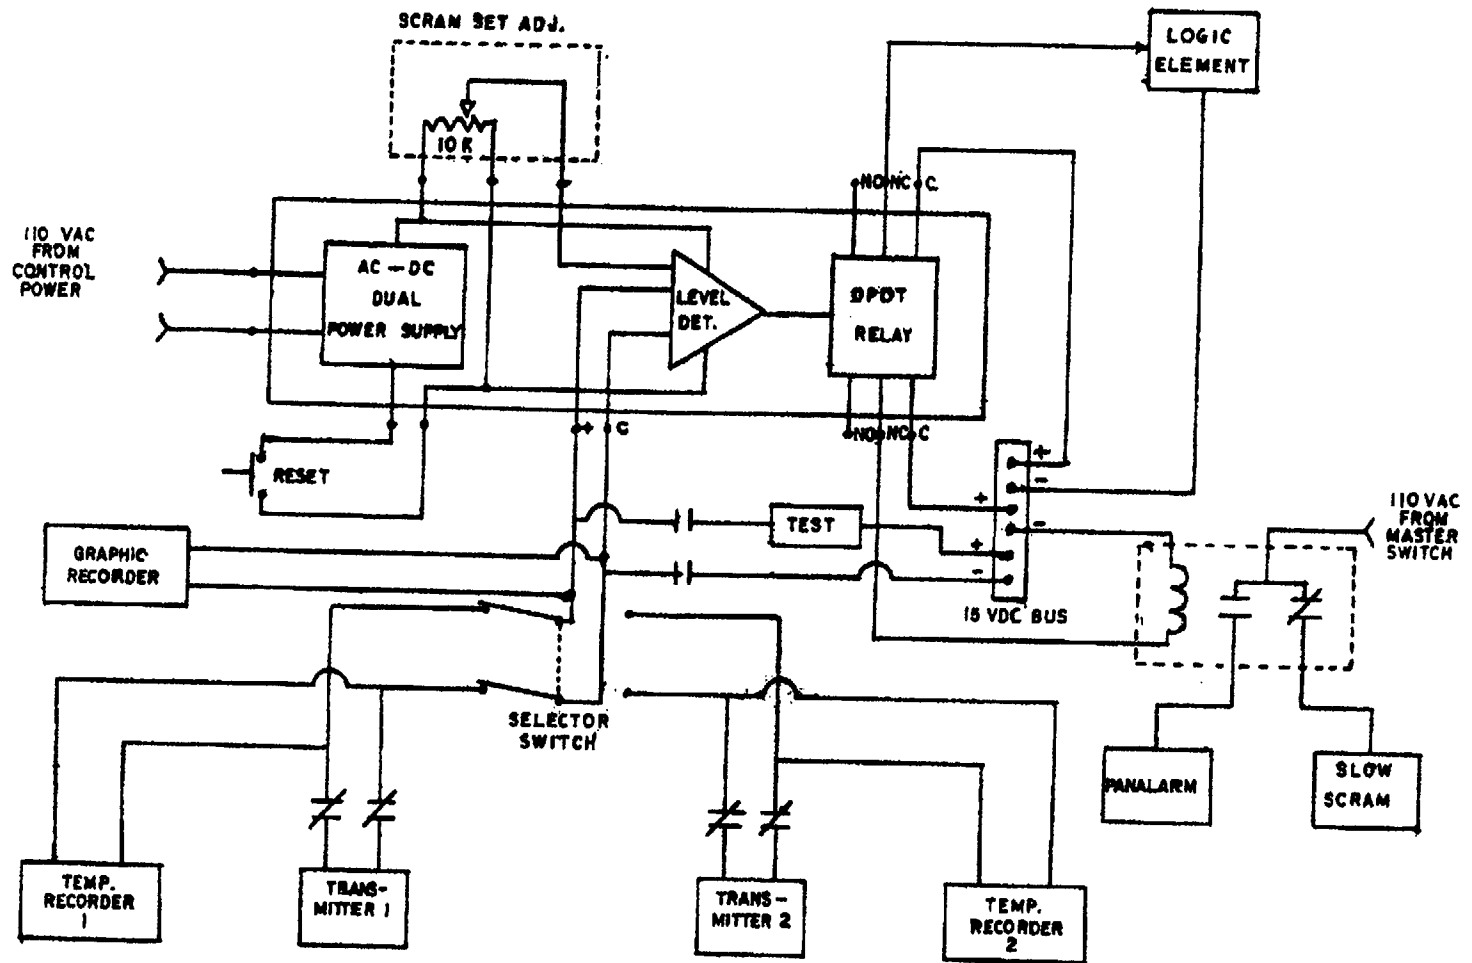 SCRAM SET ADJ.
10 K
LOGIC
ELEMENT
NO NC C
110 VAC
FROM
CONTROL
POWER
AC - DC
DUAL
POWER SUPPLY
LEVEL
DET.
DPDT
RELAY
+ C
NO NC C
RESET
+
-
+
-
+
-
15 VDC BUS
TEST
110 VAC
FROM
MASTER
SWITCH
GRAPHIC
RECORDER
SELECTOR
SWITCH
PANALARM
SLOW
SCRAM
TEMP.
RECORDER
1
TRANS-
MITTER 1
TRANS-
MITTER 2
TEMP.
RECORDER
2